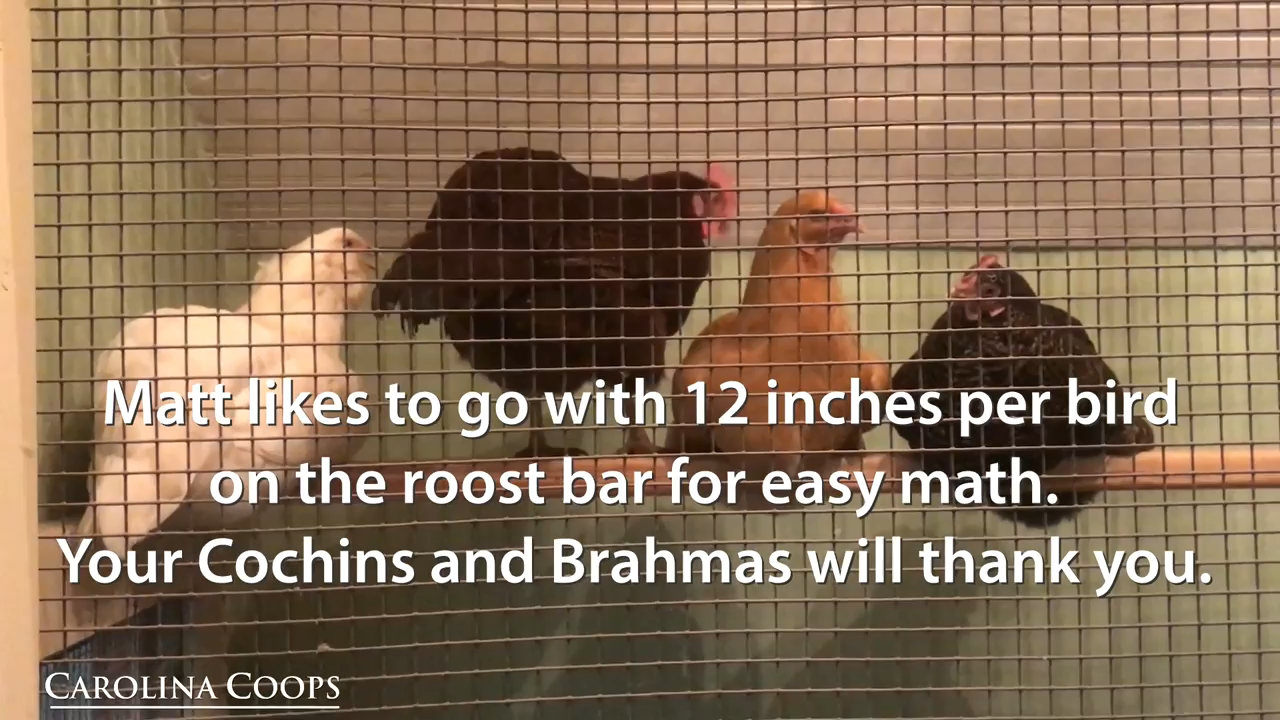 Matt likes to go with 12 inches per bird
on the roost bar for easy math.
Your Cochins and Brahmas will thank you.
CAROLINA COOPS